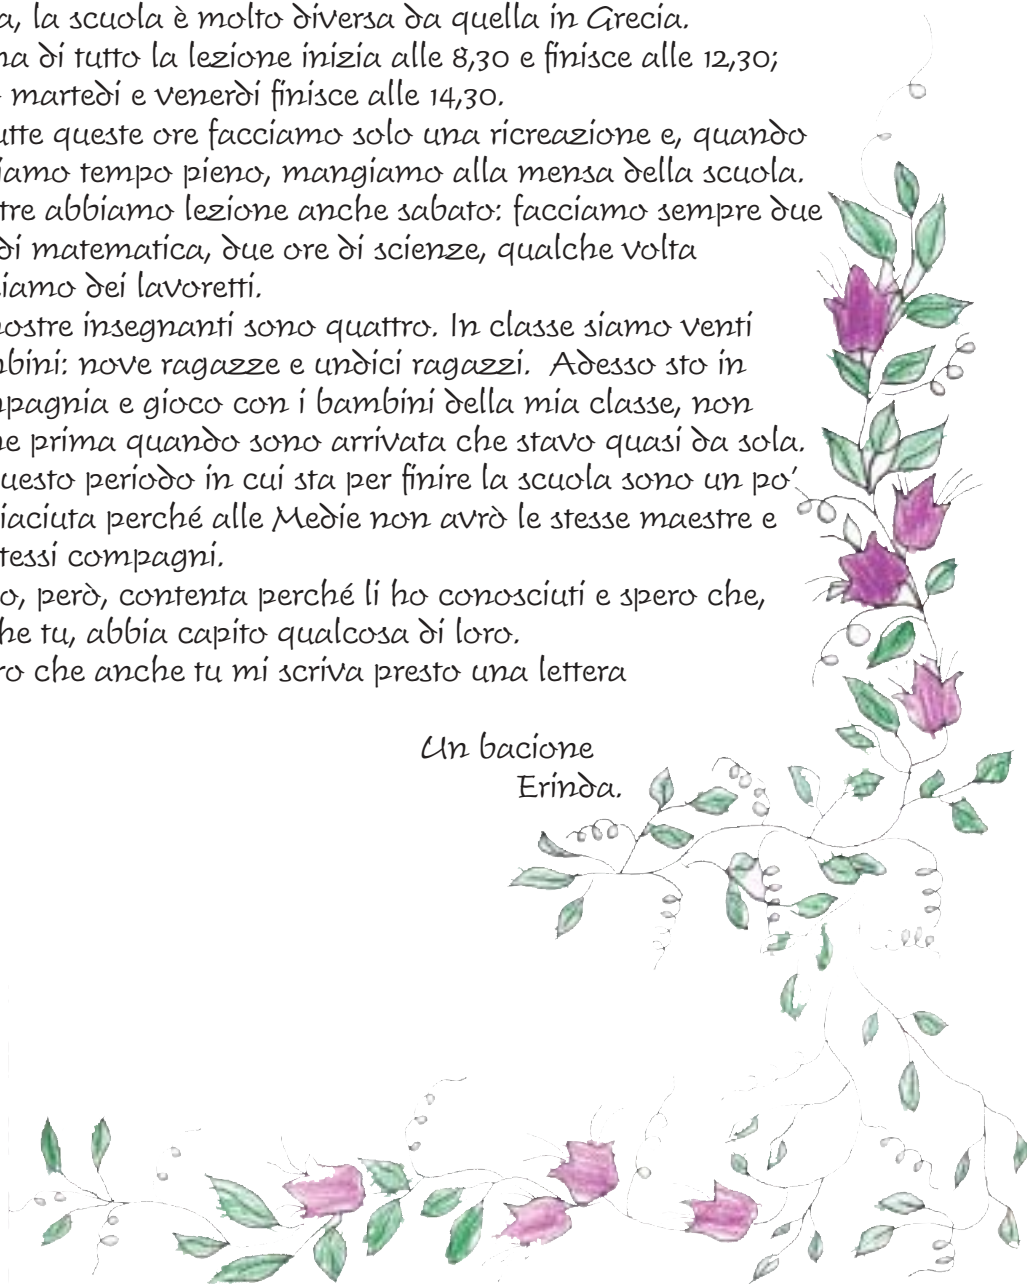 a, la scuola è molto diversa da quella in Grecia.
na di tutto la lezione inizia alle 8,30 e finisce alle 12,30;
martedì e venerdì finisce alle 14,30.
utte queste ore facciamo solo una ricreazione e, quando
iamo tempo pieno, mangiamo alla mensa della scuola.
tre abbiamo lezione anche sabato: facciamo sempre due
di matematica, due ore di scienze, qualche volta
iamo dei lavoretti.
nostre insegnanti sono quattro. In classe siamo venti
nbini: nove ragazze e undici ragazzi. Adesso sto in
npagnia e gioco con i bambini della mia classe, non
ne prima quando sono arrivata che stavo quasi da sola.
uesto periodo in cui sta per finire la scuola sono un po'
iaciuta perché alle Medie non avrò le stesse maestre e
tessi compagni.
o, però, contenta perché li ho conosciuti e spero che,
he tu, abbia capito qualcosa di loro.
ro che anche tu mi scriva presto una lettera
Un bacione
Erinda.